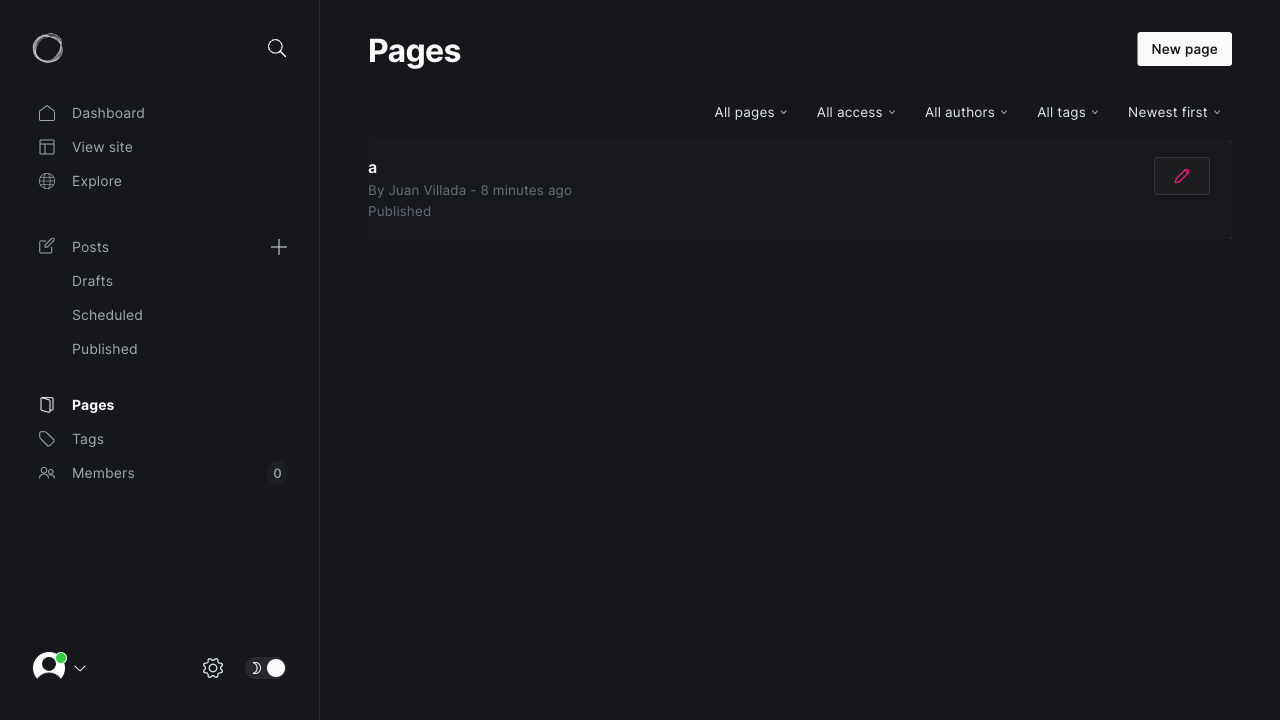 Dashboard
View site
Explore
Posts
Drafts
Scheduled
Published
Pages
Tags
Members
0
Pages
New page
All pages
All access
All authors
All tags
Newest first
a
By Juan Villada - 8 minutes ago
Published